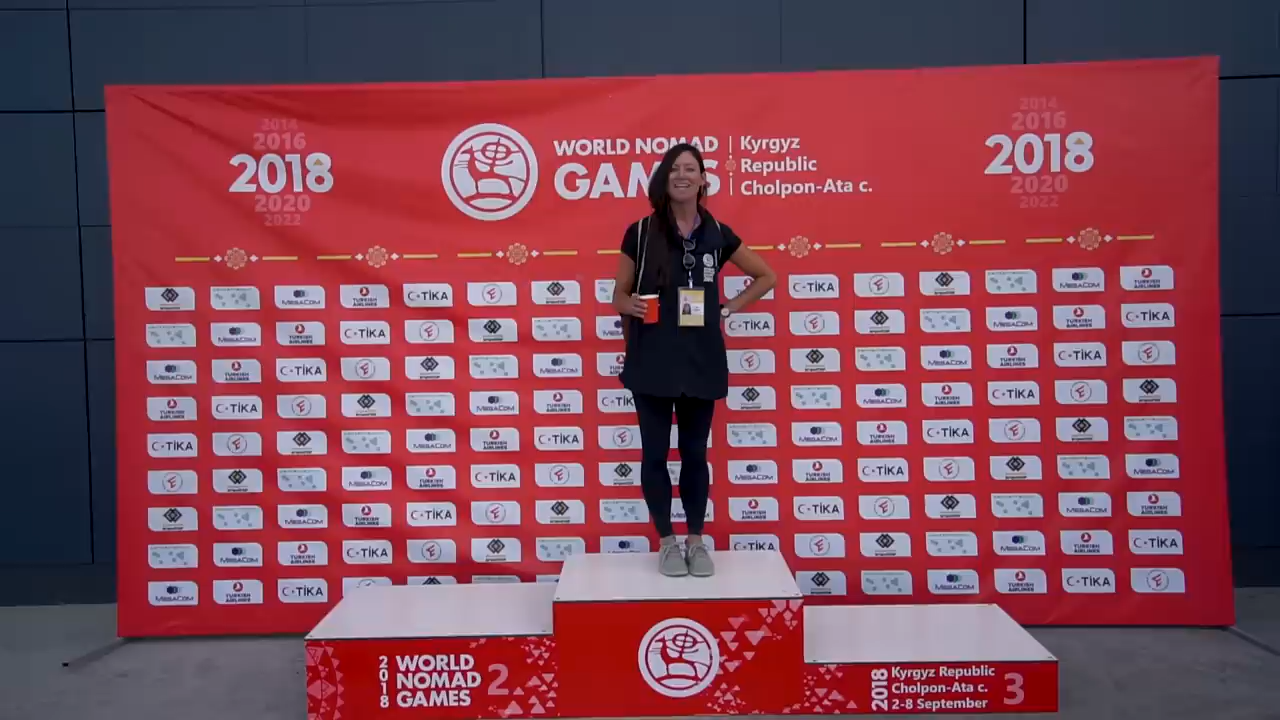 2014
2016
2018
2020
2022
WORLD NOMAD
GAMES
Kyrgyz
Republic
Cholpon-Ata c.
2014
2016
2018
2020
2022
MEGACOM
TURKISH
AIRLINES
TIKA
2018
WORLD
NOMAD
GAMES
2
2018
Kyrgyz Republic
Cholpon-Ata c.
2-8 September
3